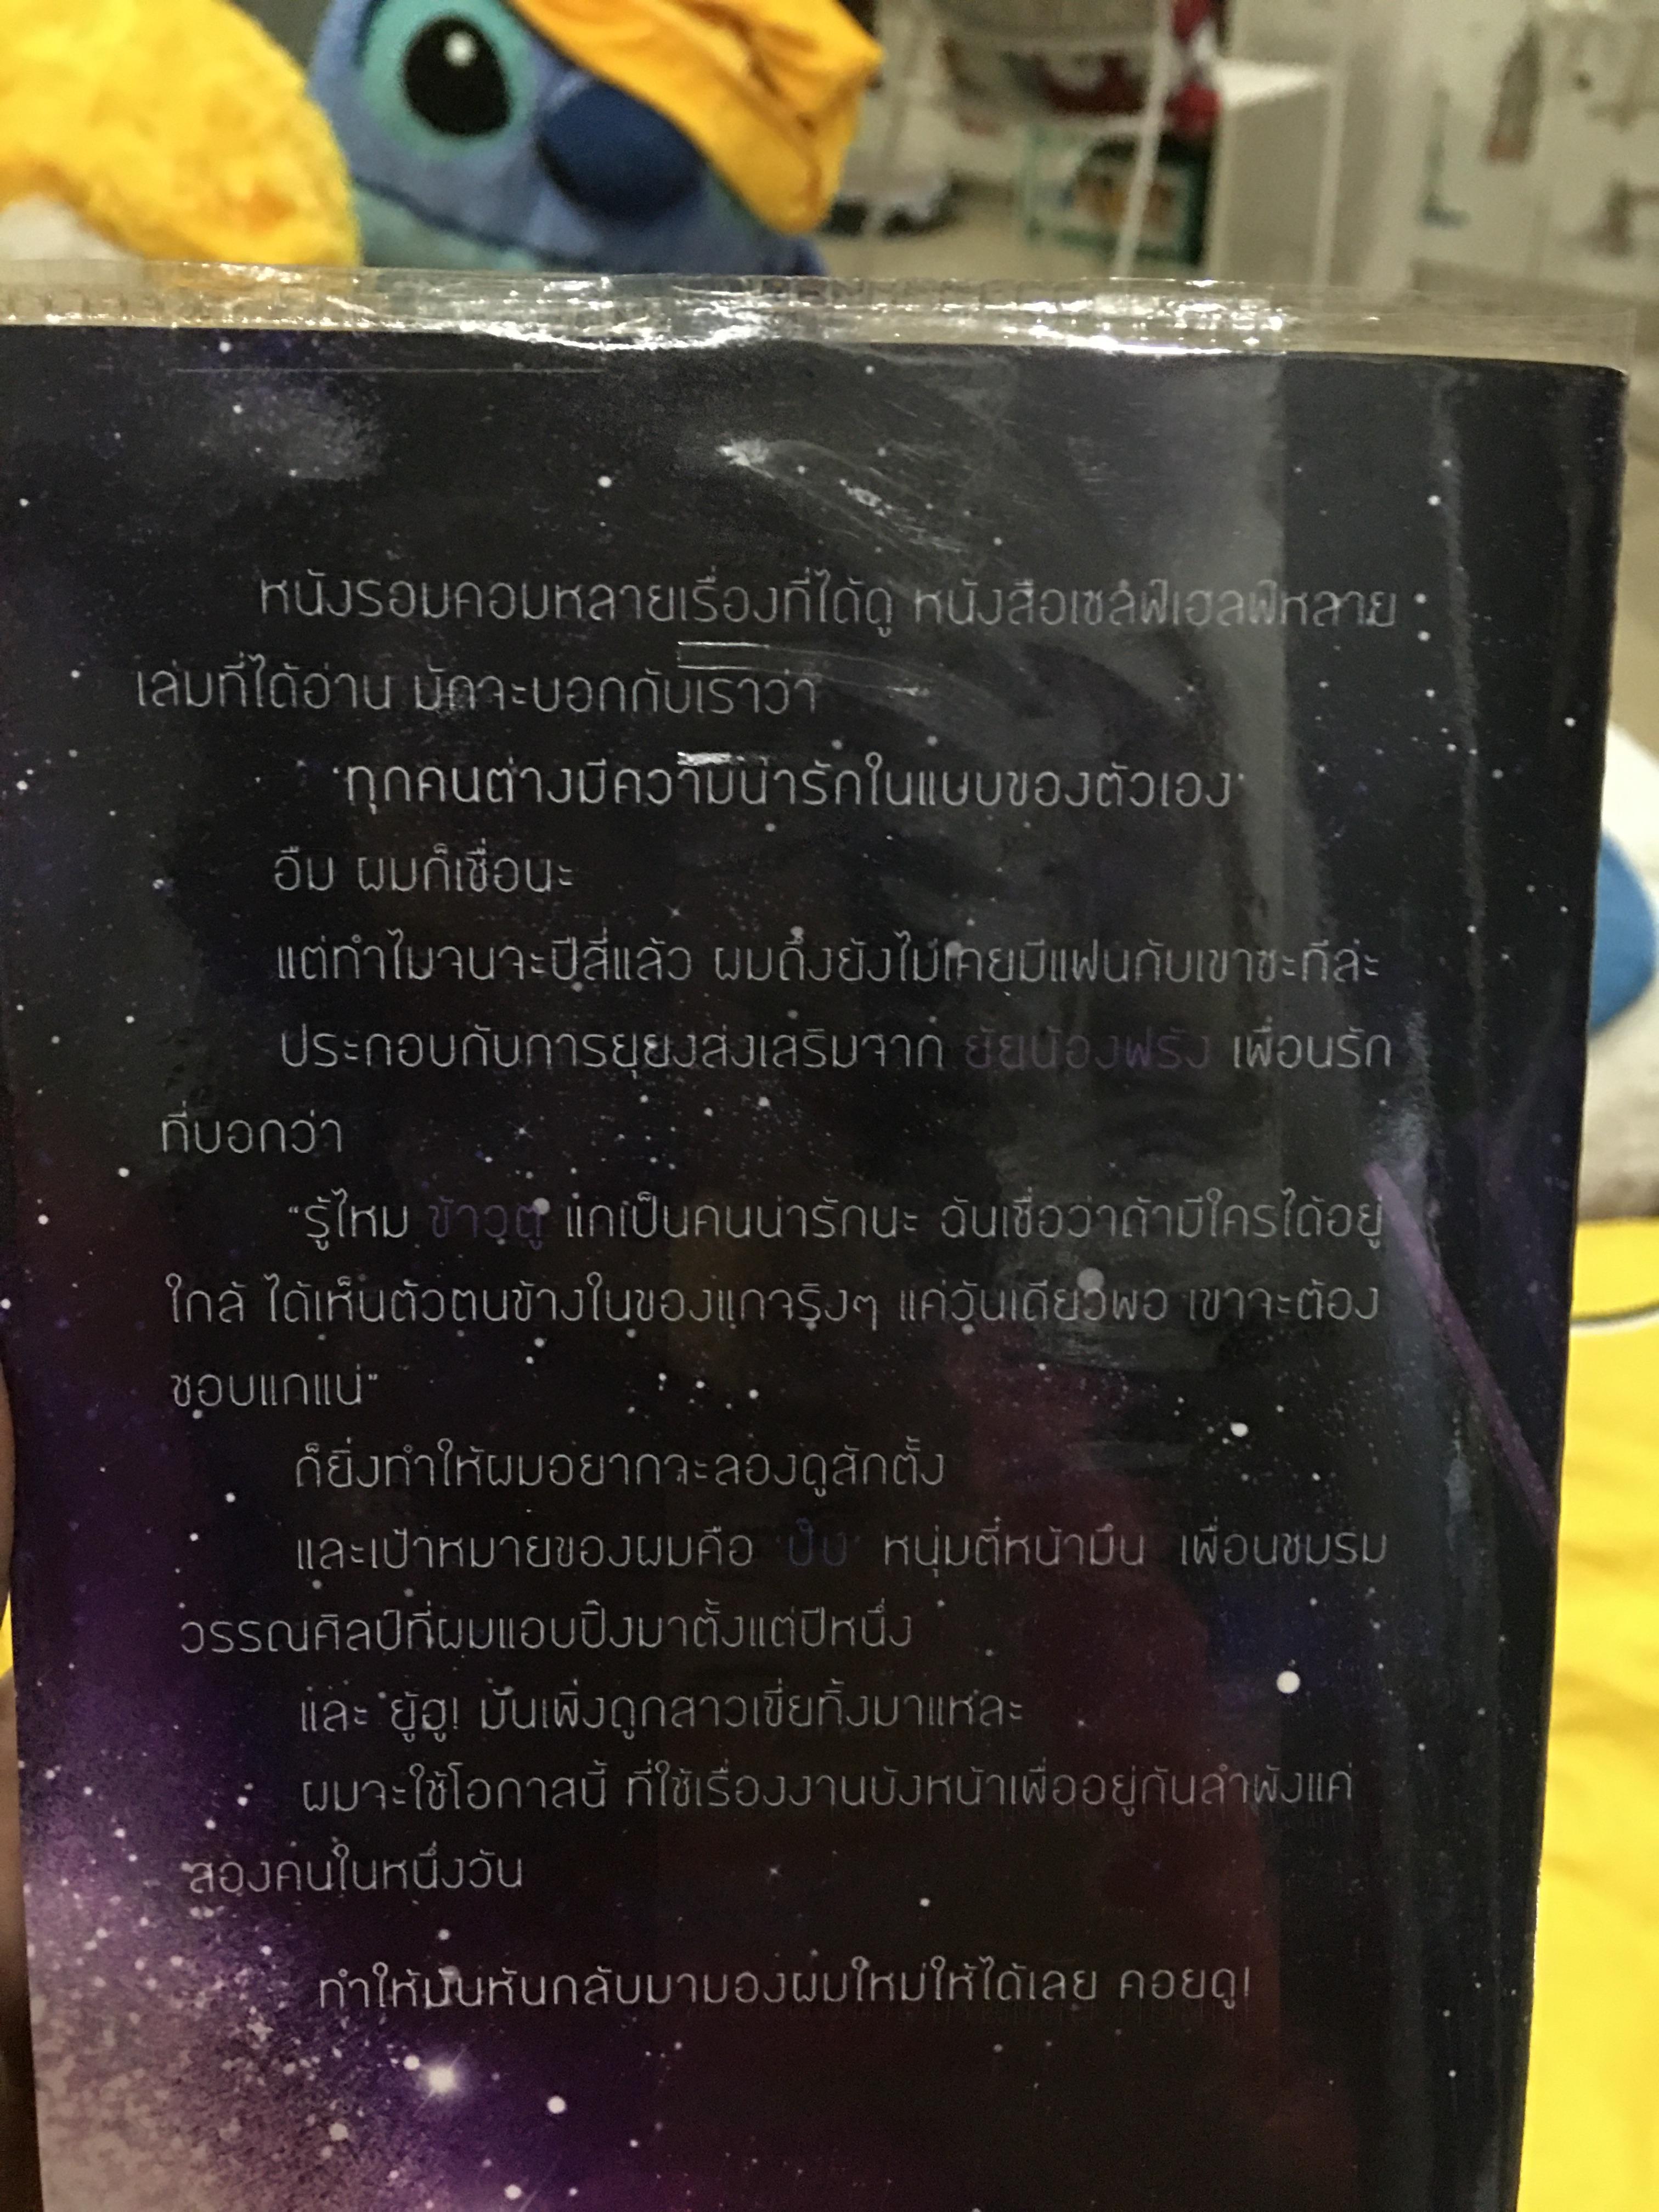 หนังรอมคอมหลายเรื่องที่ได้ดู หนังสือเซลฟ์เฮลฟ์หลาย
เล่มที่ได้อ่าน มักจะบอกกับเราว่า
'ทุกคนต่างมีความน่ารักในแบบของตัวเอง'
อืม ผมก็เชื่อนะ
แต่ทำไมจนจะปีสี่แล้ว ผมถึงยังไม่เคยมีแฟนกับเขาซะทีล่ะ
ประกอบกับการยุยงส่งเสริมจาก ยัยน้องฟรัง เพื่อนรัก
ที่บอกว่า
"รู้ไหม ข้าวตู แกเป็นคนน่ารักนะ ฉันเชื่อว่าถ้ามีใครได้อยู่
ใกล้ ได้เห็นตัวตนข้างในของแกจริงๆ แค่วันเดียวพอ เขาจะต้อง
ชอบแกแน่"
ก็ยิ่งทำให้ผมอยากจะลองดูสักตั้ง
และเป้าหมายของผมคือ 'ปั๊บ' หนุ่มตี๋หน้ามึน เพื่อนชมรม
วรรณศิลป์ที่ผมแอบปิ๊งมาตั้งแต่ปีหนึ่ง
และ ยู้ฮู! มันเพิ่งถูกสาวเขี่ยทิ้งมาแหละ
ผมจะใช้โอกาสนี้ ที่ใช้เรื่องงานบังหน้าเพื่ออยู่กันลำพังแค่
สองคนในหนึ่งวัน
ทำให้มันหันกลับมามองผมใหม่ให้ได้เลย คอยดู!